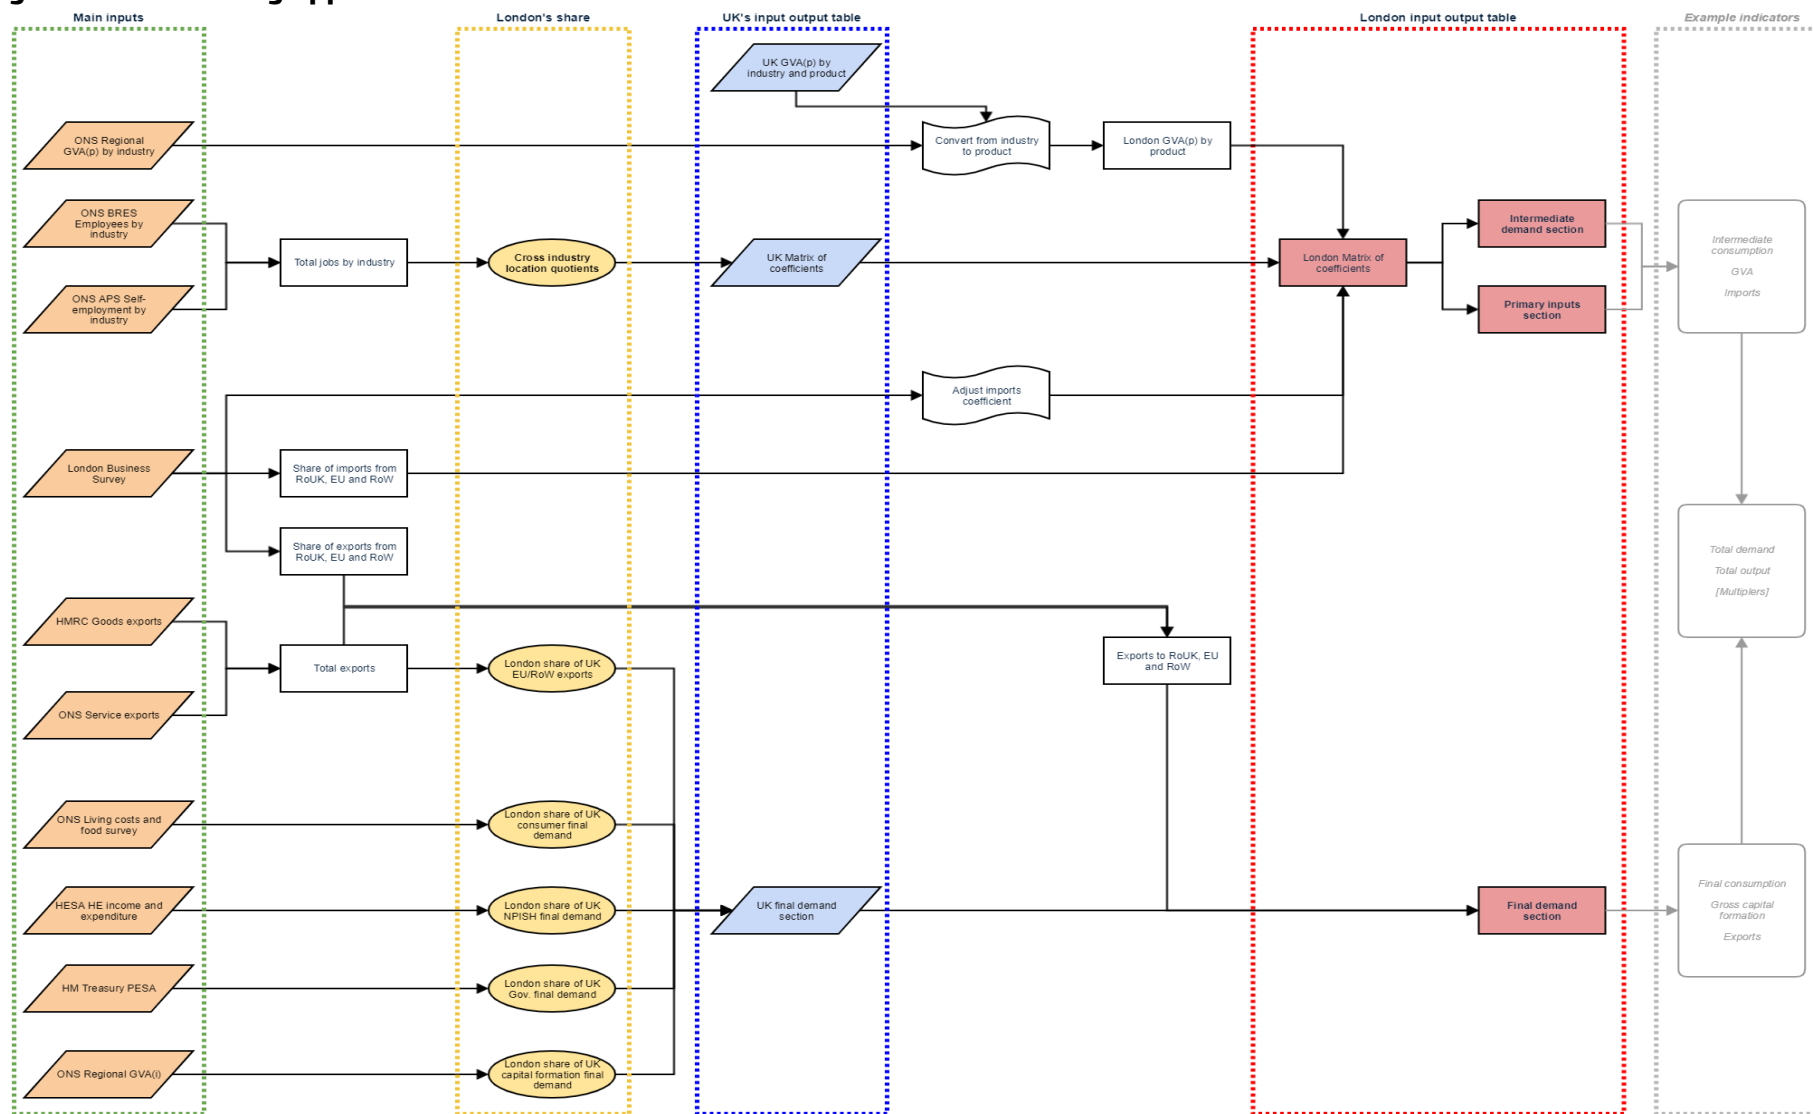 Main inputs
London's share
UK's input output table
London input output table
Example indicators
UK GVA(p) by
industry and product
ONS Regional
GVA(p) by industry
Convert from industry
to product
London GVA(p) by
product
ONS BRES
Employees by
industry
Intermediate
demand section
Total jobs by industry
Cross industry
location quotients
UK Matrix of
coefficients
London Matrix of
coefficients
Intermediate
consumption
GVA
Imports
ONS APS Self-
employment by
industry
Primary inputs
section
Adjust imports
coefficient
London Business
Survey
Share of imports from
RoUK, EU and RoW
Share of exports from
RoUK, EU and RoW
Total demand
Total output
[Multiplers]
HMRC Goods exports
Total exports
London share of UK
EU/RoW exports
Exports to RoUK, EU
and RoW
ONS Service exports
ONS Living costs and
food survey
London share of UK
consumer final
demand
HESA HE income and
expenditure
London share of UK
NPISH final demand
UK final demand
section
Final demand
section
Final consumption
Gross capital
formation
Exports
HM Treasury PESA
London share of UK
Gov. final demand
ONS Regional GVA(i)
London share of UK
capital formation final
demand